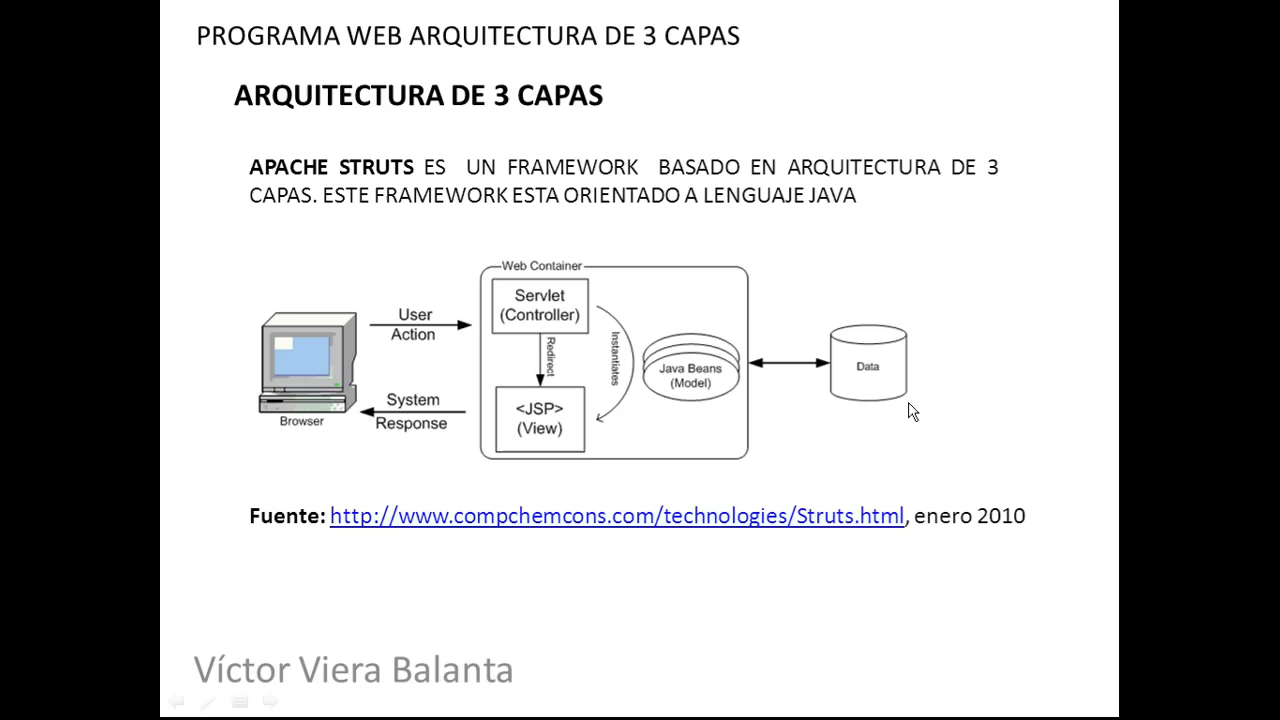 PROGRAMA WEB ARQUITECTURA DE 3 CAPAS
ARQUITECTURA DE 3 CAPAS
APACHE STRUTS ES UN FRAMEWORK BASADO EN ARQUITECTURA DE 3
CAPAS. ESTE FRAMEWORK ESTA ORIENTADO A LENGUAJE JAVA
Web Container
Servlet
(Controller)
User
Action
Redirect
Instantiates
Java Beans
(Model)
Data
System
Response
<JSP>
(View)
Browser
Fuente: http://www.compchemcons.com/technologies/Struts.html, enero 2010
Víctor Viera Balanta